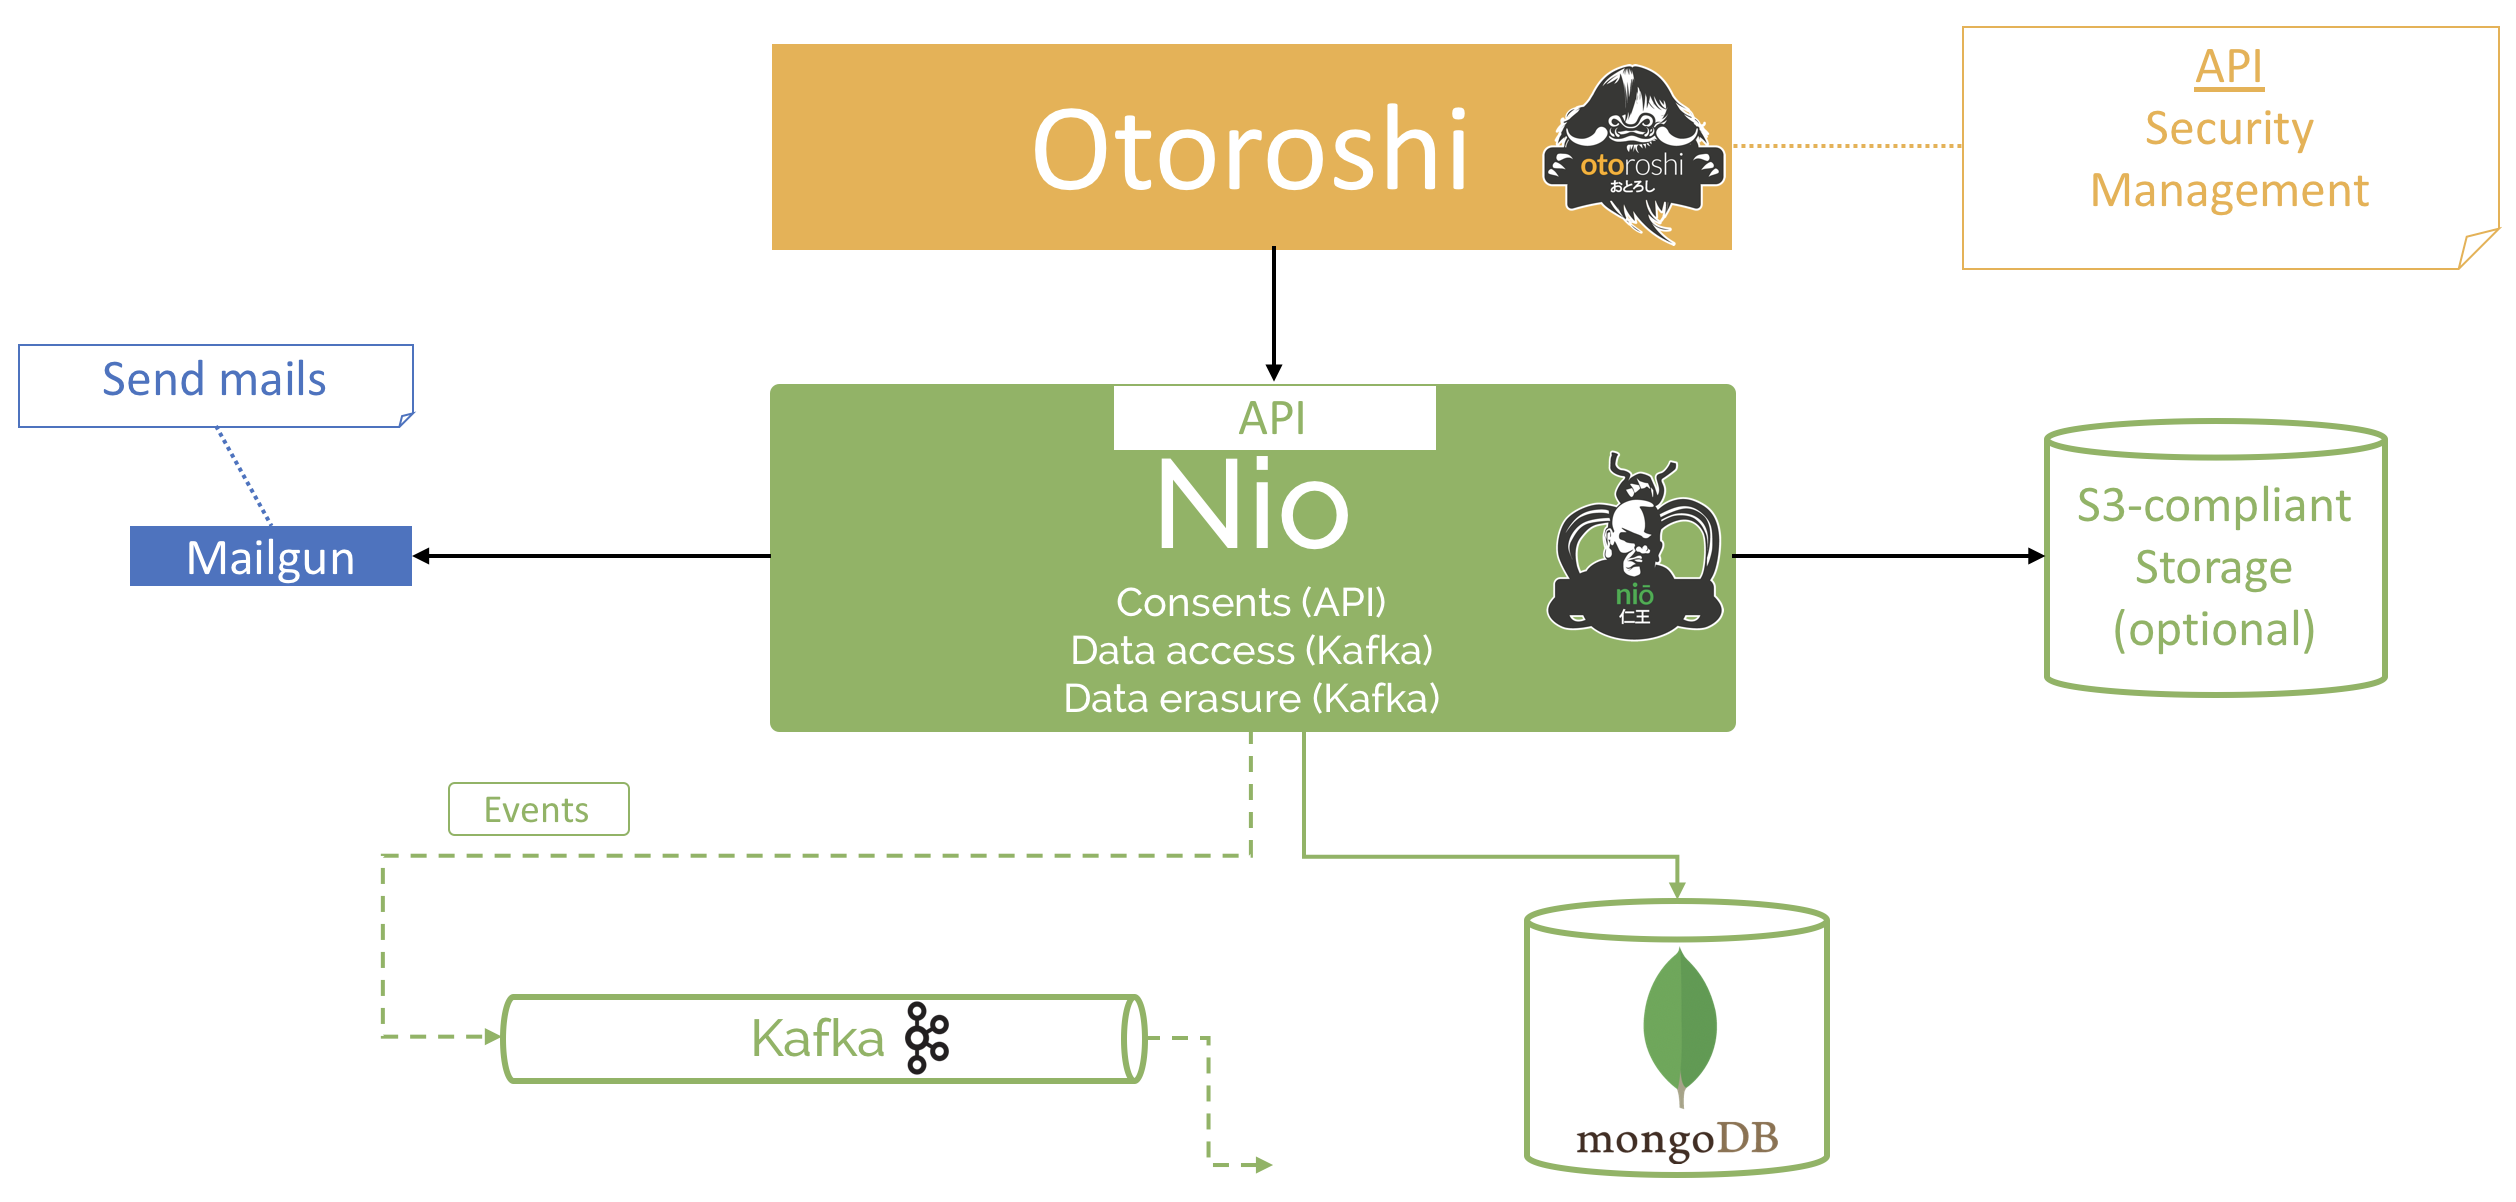 Otoroshi
otoroshi
おとろし
API
Security
Management
Send mails
Mailgun
API
Nio
Consents (API)
Data access (Kafka)
Data erasure (Kafka)
niō
仁王
S3-compliant
Storage
(optional)
Events
Kafka
mongoDB